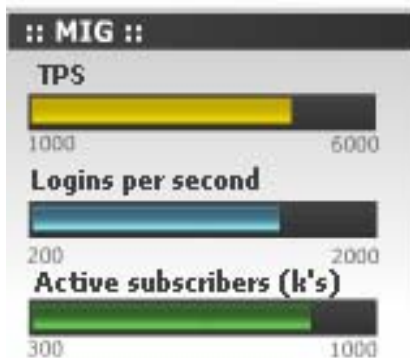 :: MIG ::
TPS
1000 6000
Logins per second
200 2000
Active subscribers (k's)
300 1000